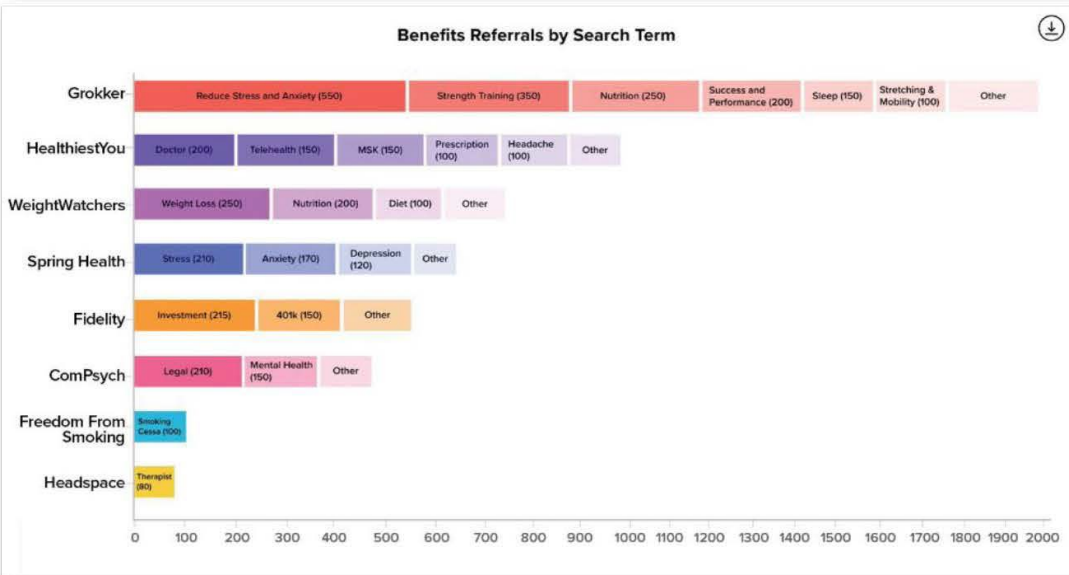 Benefits Referrals by Search Term
Grokker
Reduce Stress and Anxiety (550)
Strength Training (350)
Nutrition (250)
Success and
Performance (200)
Sleep (150)
Stretching &
Mobility (100)
Other
HealthiestYou
Doctor (200)
Telehealth (150)
MSK (150)
Prescription
(100)
Headache
(100)
Other
WeightWatchers
Weight Loss (250)
Nutrition (200)
Diet (100)
Other
Spring Health
Stress (210)
Anxiety (170)
Depression
(120)
Other
Fidelity
Investment (215)
401k (150)
Other
ComPsych
Legal (210)
Mental Health
(150)
Other
Freedom From
Smoking
Smoking
Cessa (100)
Headspace
Therapist
(80)
0 100 200 300 400 500 600 700 800 900 1000 1100 1200 1300 1400 1500 1600 1700 1800 1900 2000